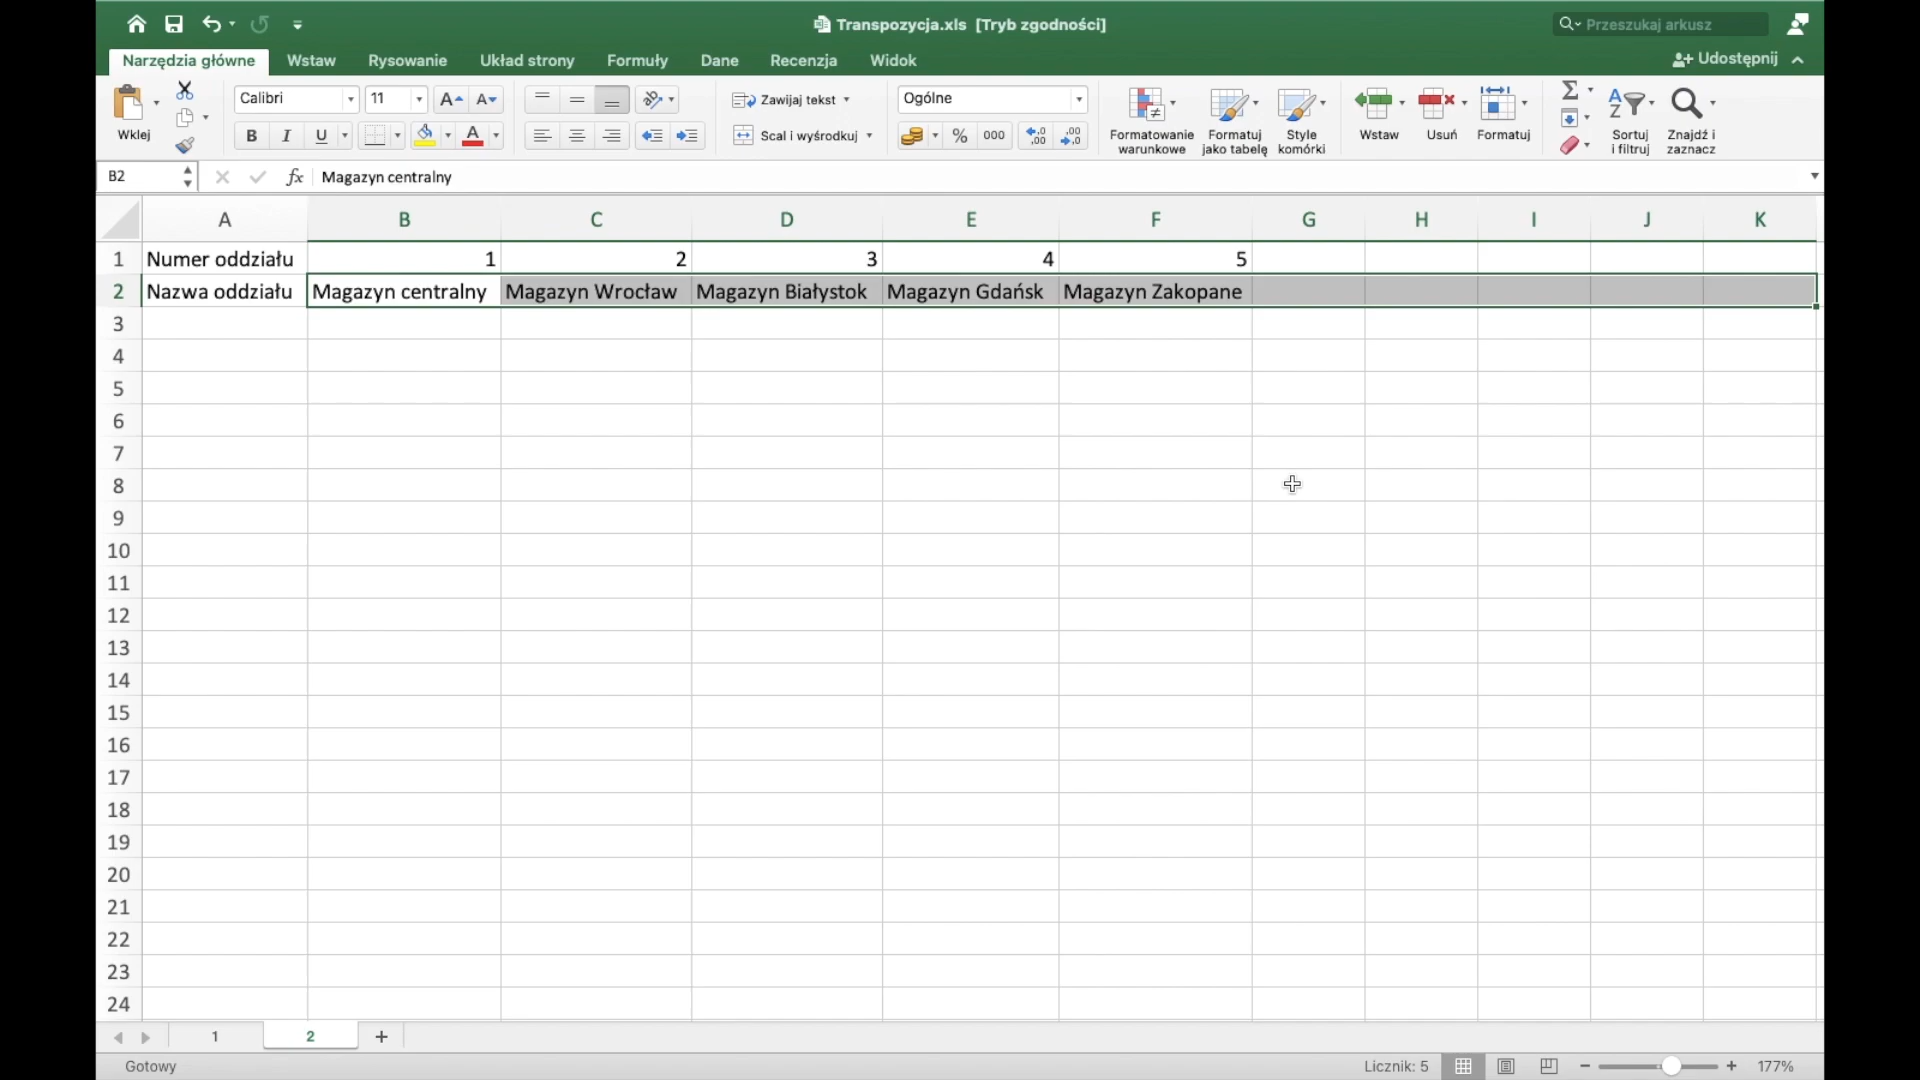 Transpozycja.xls [Tryb zgodności]
Przeszukaj arkusz
Narzędzia główne Wstaw Rysowanie Układ strony Formuły Dane Recenzja Widok
Udostępnij
Calibri 11 A A
Zawijaj tekst
Ogólne
Wklej
B I U A
Scal i wyśrodkuj
% 000 ,0 ,00 ,00 ,0
Formatowanie warunkowe
Formatuj jako tabelę
Style komórki
Wstaw
Usuń
Formatuj
Sortuj i filtruj
Znajdź i zaznacz
B2 fx Magazyn centralny
A B C D E F G H I J K
1 Numer oddziału 1 2 3 4 5
2 Nazwa oddziału Magazyn centralny Magazyn Wrocław Magazyn Białystok Magazyn Gdańsk Magazyn Zakopane
3
4
5
6
7
8
9
10
11
12
13
14
15
16
17
18
19
20
21
22
23
24
1 2 +
Gotowy
Licznik: 5
177%